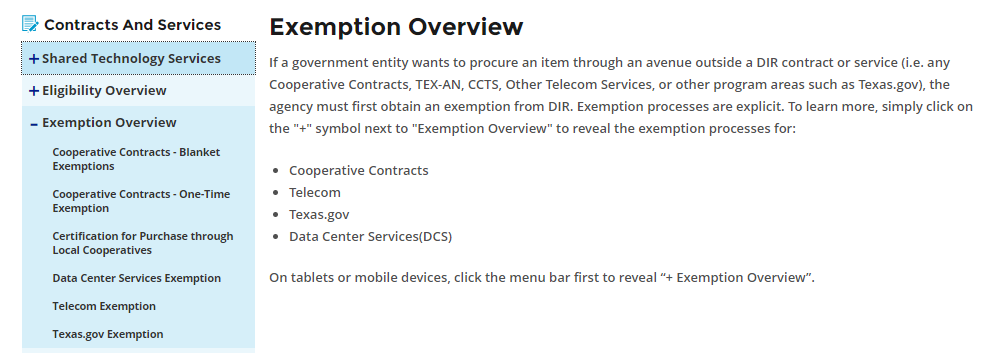 Contracts And Services
+ Shared Technology Services
+ Eligibility Overview
– Exemption Overview
Cooperative Contracts - Blanket
Exemptions
Cooperative Contracts - One-Time
Exemption
Certification for Purchase through
Local Cooperatives
Data Center Services Exemption
Telecom Exemption
Texas.gov Exemption
Exemption Overview
If a government entity wants to procure an item through an avenue outside a DIR contract or service (i.e. any
Cooperative Contracts, TEX-AN, CCTS, Other Telecom Services, or other program areas such as Texas.gov), the
agency must first obtain an exemption from DIR. Exemption processes are explicit. To learn more, simply click on
the "+" symbol next to "Exemption Overview" to reveal the exemption processes for:
• Cooperative Contracts
• Telecom
• Texas.gov
• Data Center Services(DCS)
On tablets or mobile devices, click the menu bar first to reveal “+ Exemption Overview”.